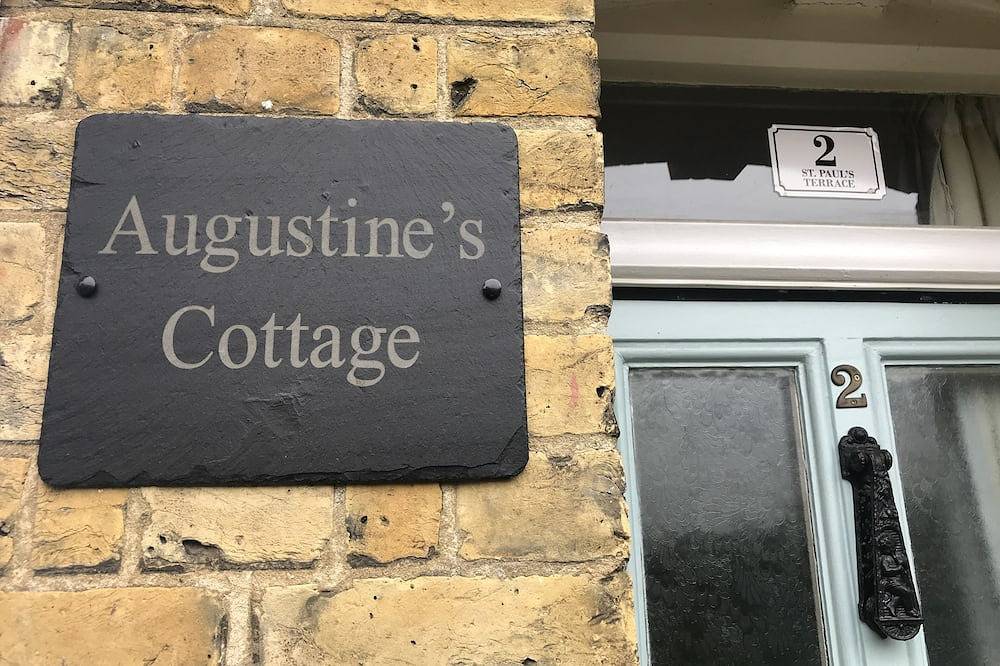 Augustine's
Cottage
2
ST. PAUL'S
TERRACE
2